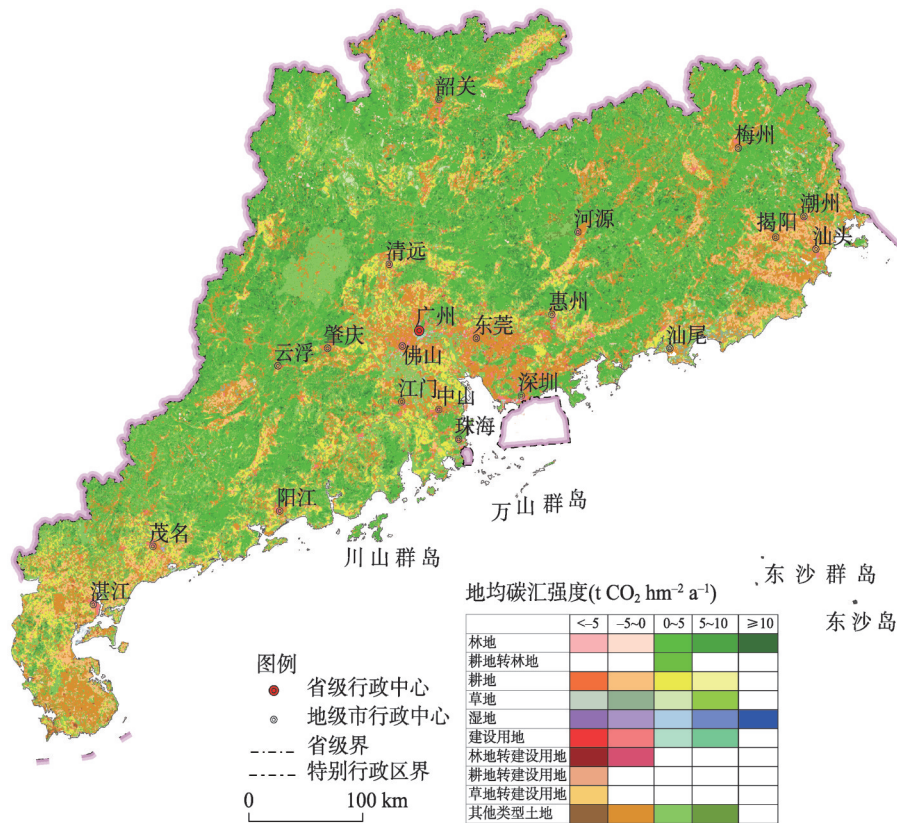 韶关
梅州
潮州
揭阳
汕头
河源
清远
惠州
广州
东莞
肇庆
佛山
汕尾
云浮
深圳
江门
中山
珠海
阳江
万山群岛
川山群岛
茂名
湛江
东沙群岛
东沙岛
图例
省级行政中心
地级市行政中心
省级界
特别行政区界
0 100 km
地均碳汇强度(t CO₂ hm⁻² a⁻¹)
<-5 -5~0 0~5 5~10 ≥10
林地
耕地转林地
耕地
草地
湿地
建设用地
林地转建设用地
耕地转建设用地
草地转建设用地
其他类型土地